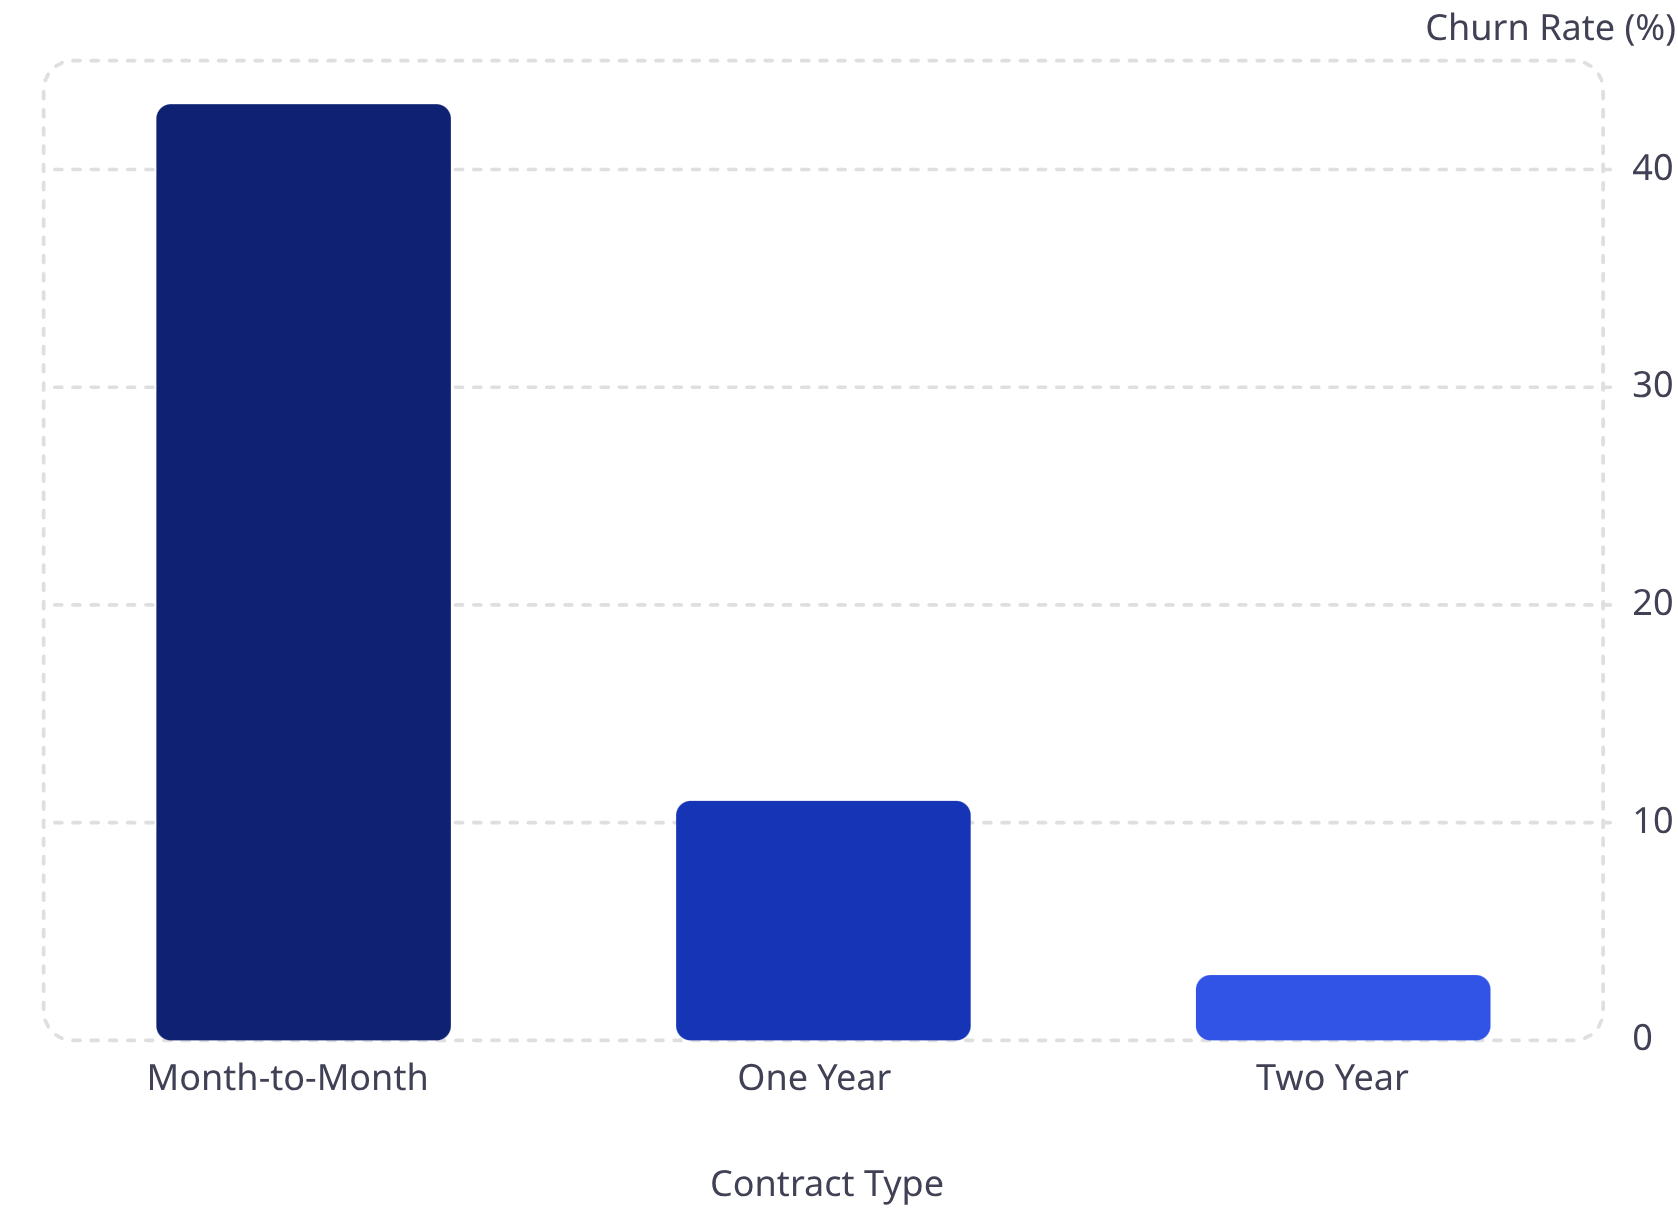 Churn Rate (%)
40
30
20
10
0
Month-to-Month
One Year
Two Year
Contract Type